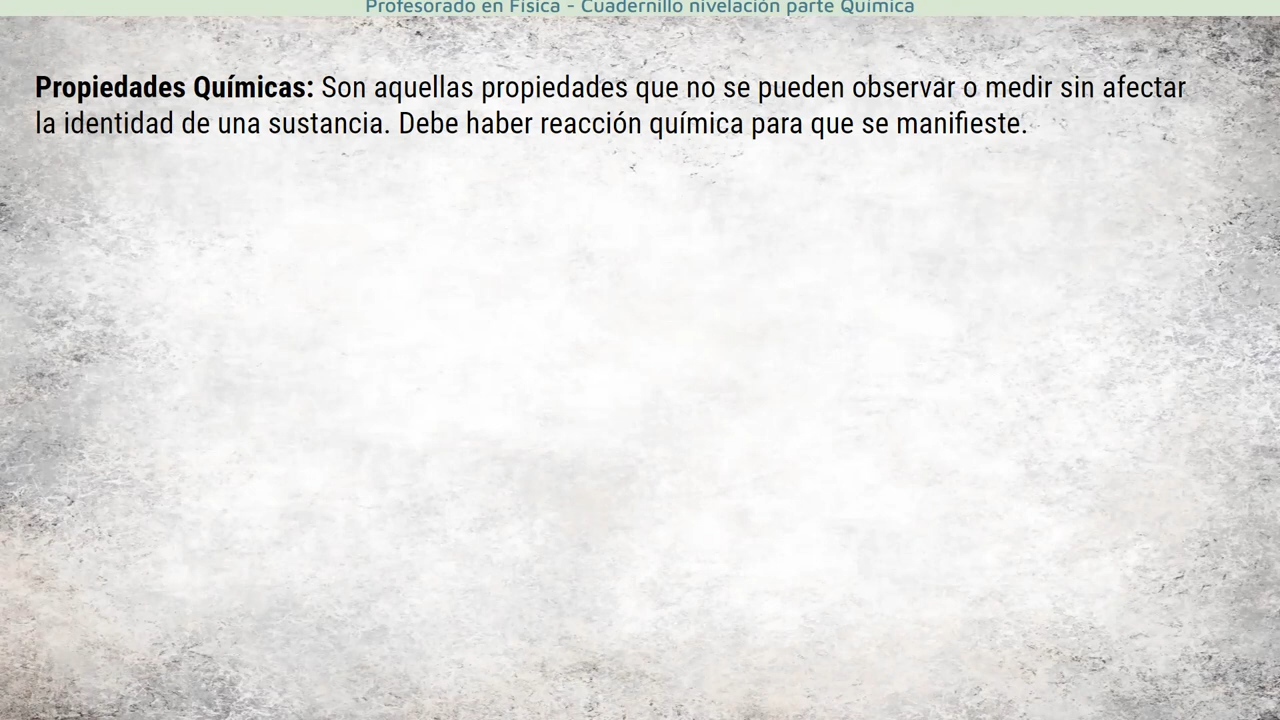 Profesorado en Física - Cuadernillo nivelación parte Química
Propiedades Químicas: Son aquellas propiedades que no se pueden observar o medir sin afectar
la identidad de una sustancia. Debe haber reacción química para que se manifieste.